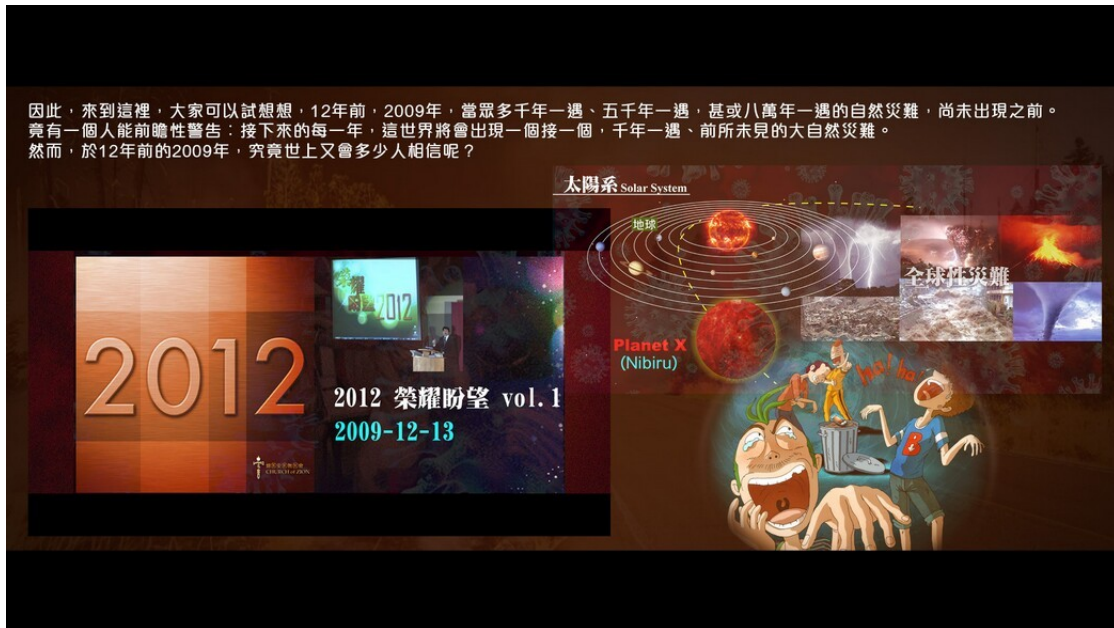 因此，來到這裡，大家可以試想想，12年前，2009年，當眾多千年一遇、五千年一遇，甚或八萬年一遇的自然災難，尚未出現之前。
竟有一個人能前瞻性警告：接下來的每一年，這世界將會出現一個接一個，千年一遇、前所未見的大自然災難。
然而，於12年前的2009年，究竟世上又會多少人相信呢？
太陽系 Solar System
地球
全球性災難
Planet X
(Nibiru)
ha! ha!
2012
2012
2012 榮耀盼望 vol.1
2009-12-13
CHURCH of ZION
B